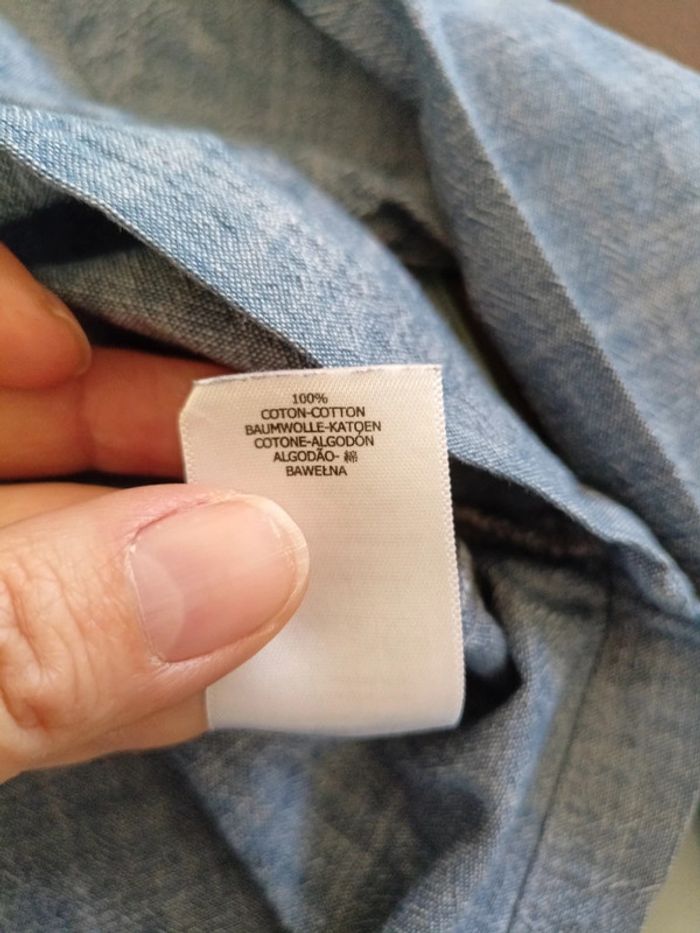 100%
COTON-COTTON
BAUMWOLLE-KATOEN
COTONE-ALGODÓN
ALGODÃO- 綿
BAWEŁNA